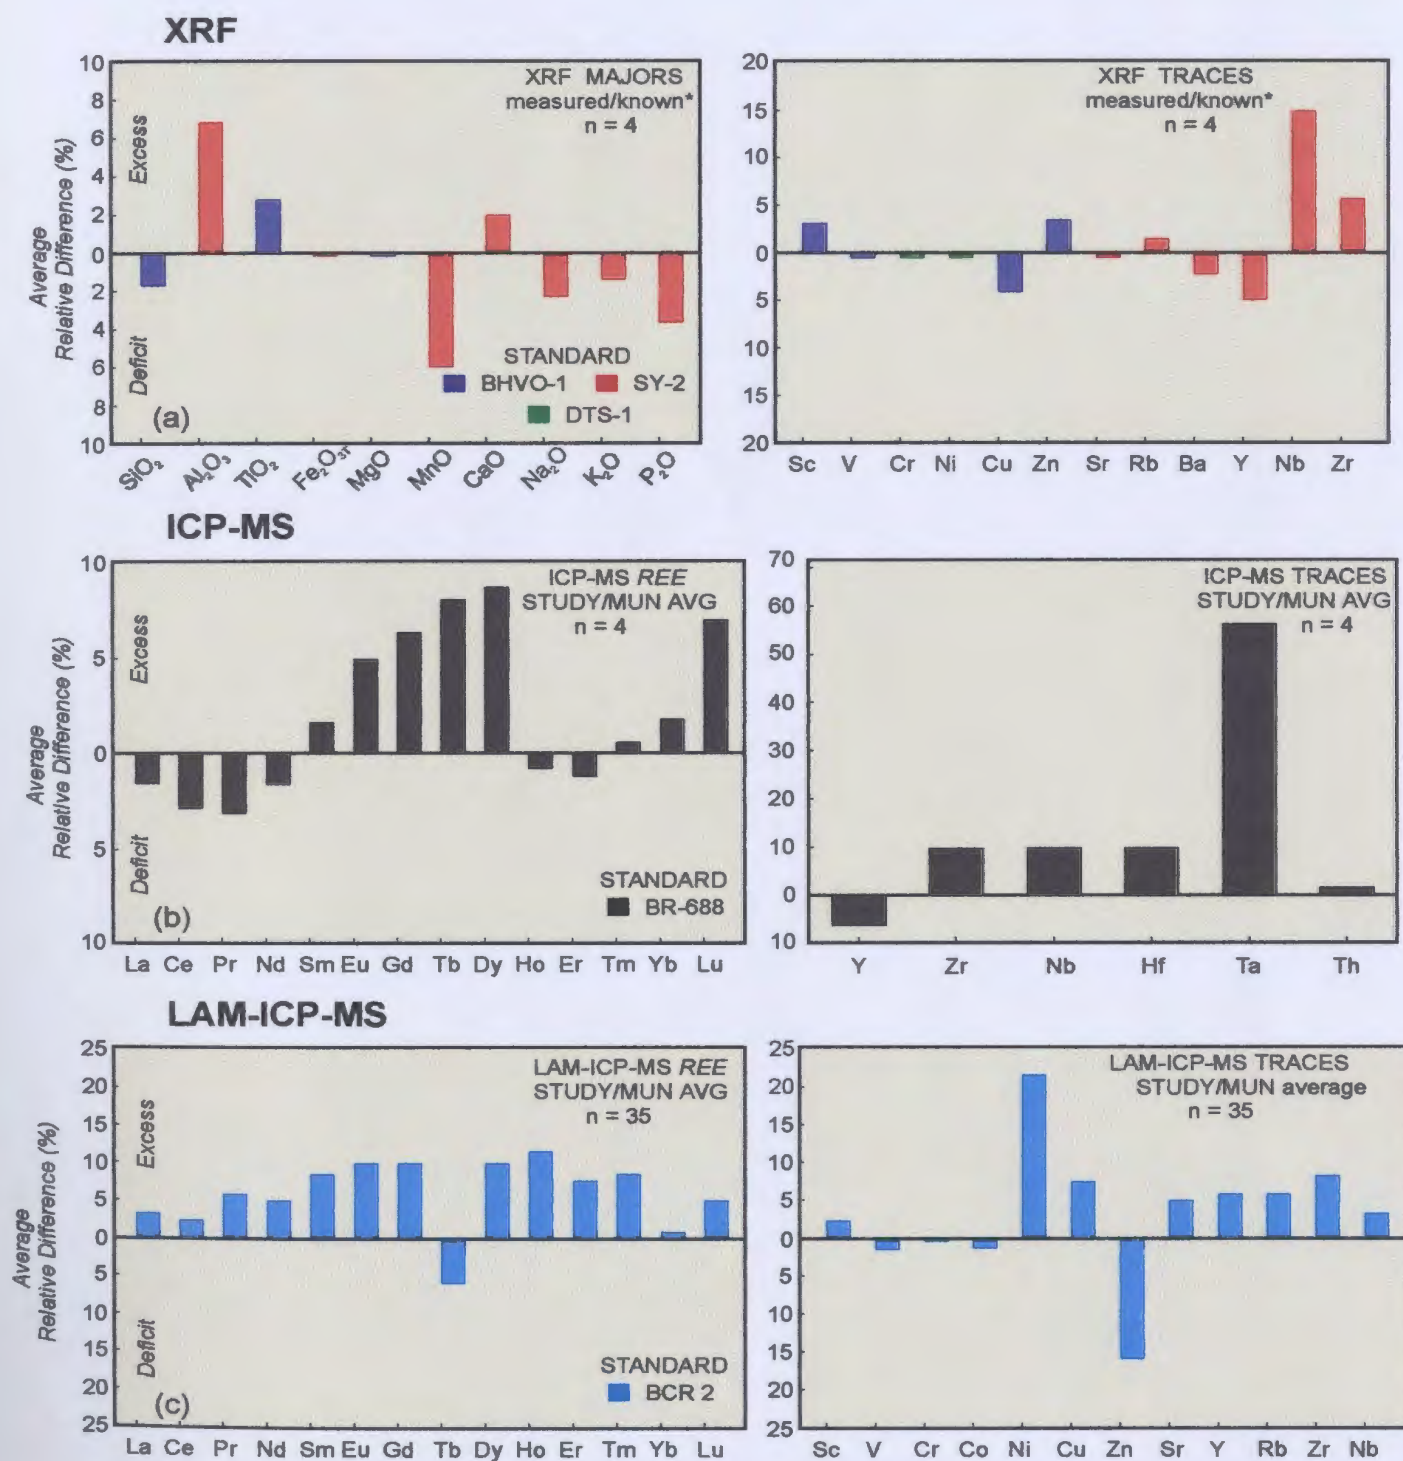 XRF
10
8
6
4
2
0
2
4
6
8
10
Excess
Deficit
Average
Relative Difference (%)
XRF MAJORS
measured/known*
n = 4
STANDARD
BHVO-1 SY-2
DTS-1
(a)
SiO₂ Al₂O₃ TiO₂ Fe₂O₃T MgO MnO CaO Na₂O K₂O P₂O
20
15
10
5
0
5
10
15
20
XRF TRACES
measured/known*
n = 4
Sc V Cr Ni Cu Zn Sr Rb Ba Y Nb Zr
ICP-MS
10
5
0
5
10
Excess
Deficit
Average
Relative Difference (%)
ICP-MS REE
STUDY/MUN AVG
n = 4
STANDARD
BR-688
(b)
La Ce Pr Nd Sm Eu Gd Tb Dy Ho Er Tm Yb Lu
70
60
50
40
30
20
10
0
10
ICP-MS TRACES
STUDY/MUN AVG
n = 4
Y Zr Nb Hf Ta Th
LAM-ICP-MS
25
20
15
10
5
0
5
10
15
20
25
Excess
Deficit
Average
Relative Difference (%)
LAM-ICP-MS REE
STUDY/MUN AVG
n = 35
STANDARD
BCR 2
(c)
La Ce Pr Nd Sm Eu Gd Tb Dy Ho Er Tm Yb Lu
25
20
15
10
5
0
5
10
15
20
25
LAM-ICP-MS TRACES
STUDY/MUN average
n = 35
Sc V Cr Co Ni Cu Zn Sr Y Rb Zr Nb